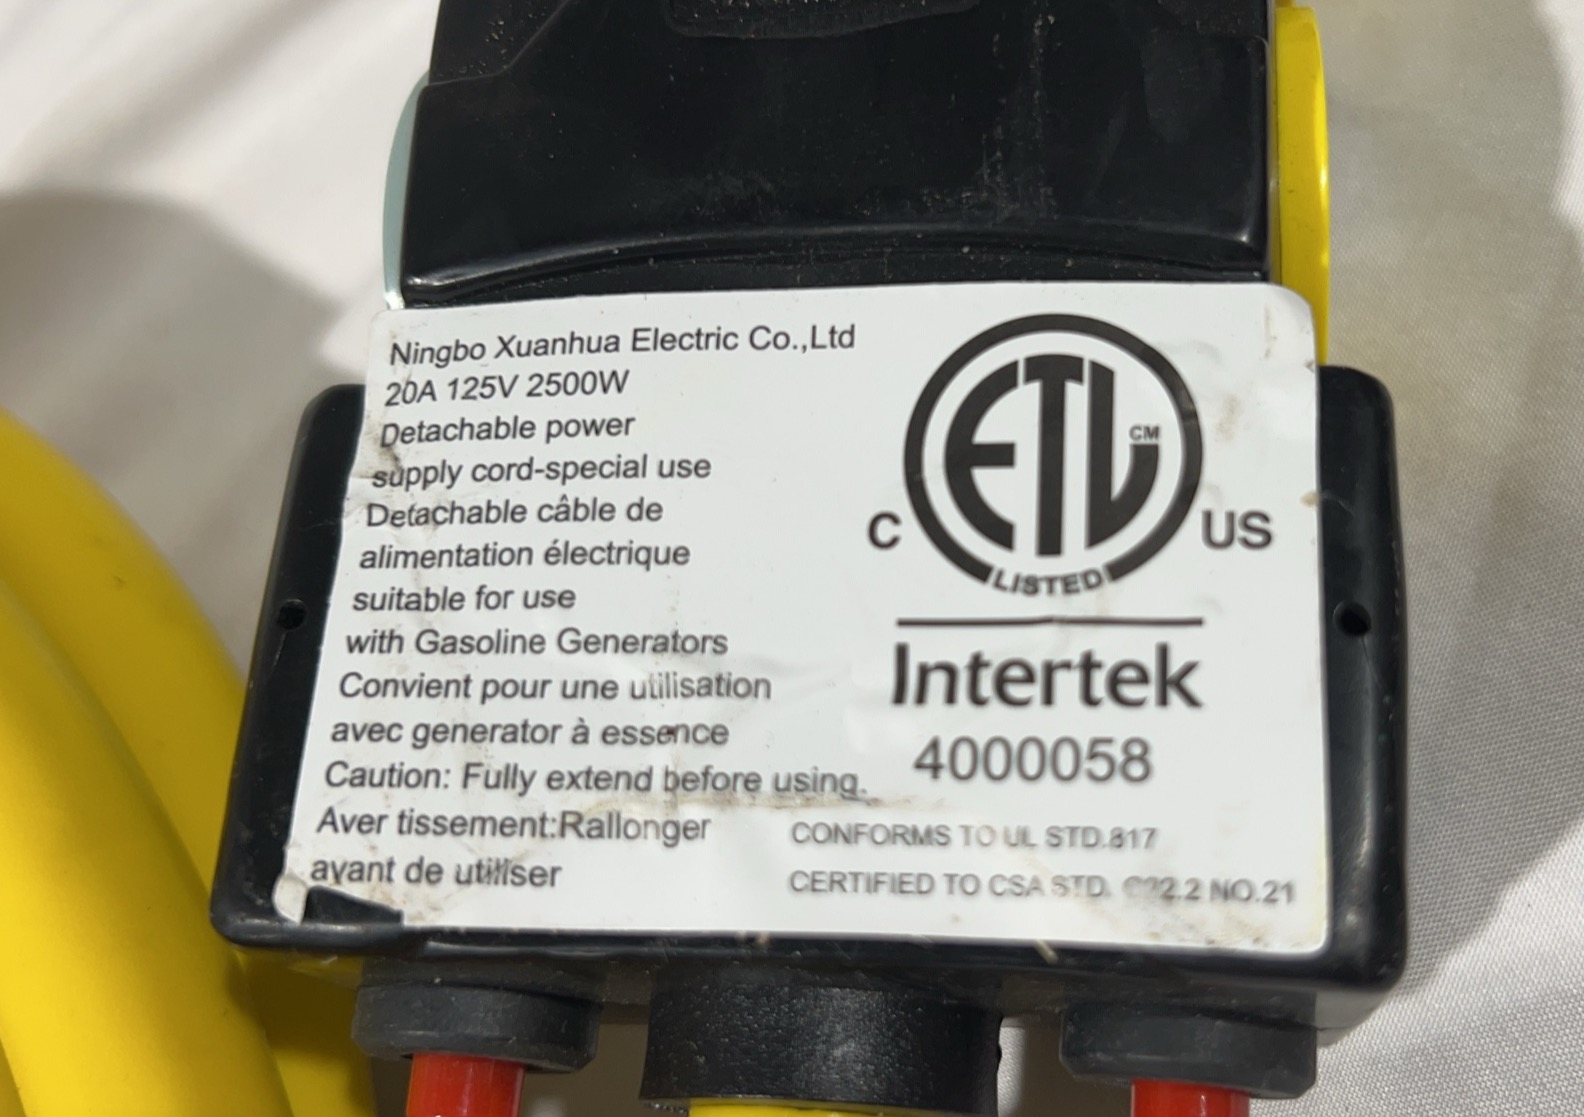 Ningbo Xuanhua Electric Co.,Ltd
20A 125V 2500W
Detachable power
supply cord-special use
Detachable câble de
alimentation électrique
suitable for use
with Gasoline Generators
Convient pour une utilisation
avec generator à essence
Caution: Fully extend before using.
Aver tissement:Rallonger
avant de utiliser
ETL CM
C US
LISTED
Intertek
4000058
CONFORMS TO UL STD.817
CERTIFIED TO CSA STD. C22.2 NO.21